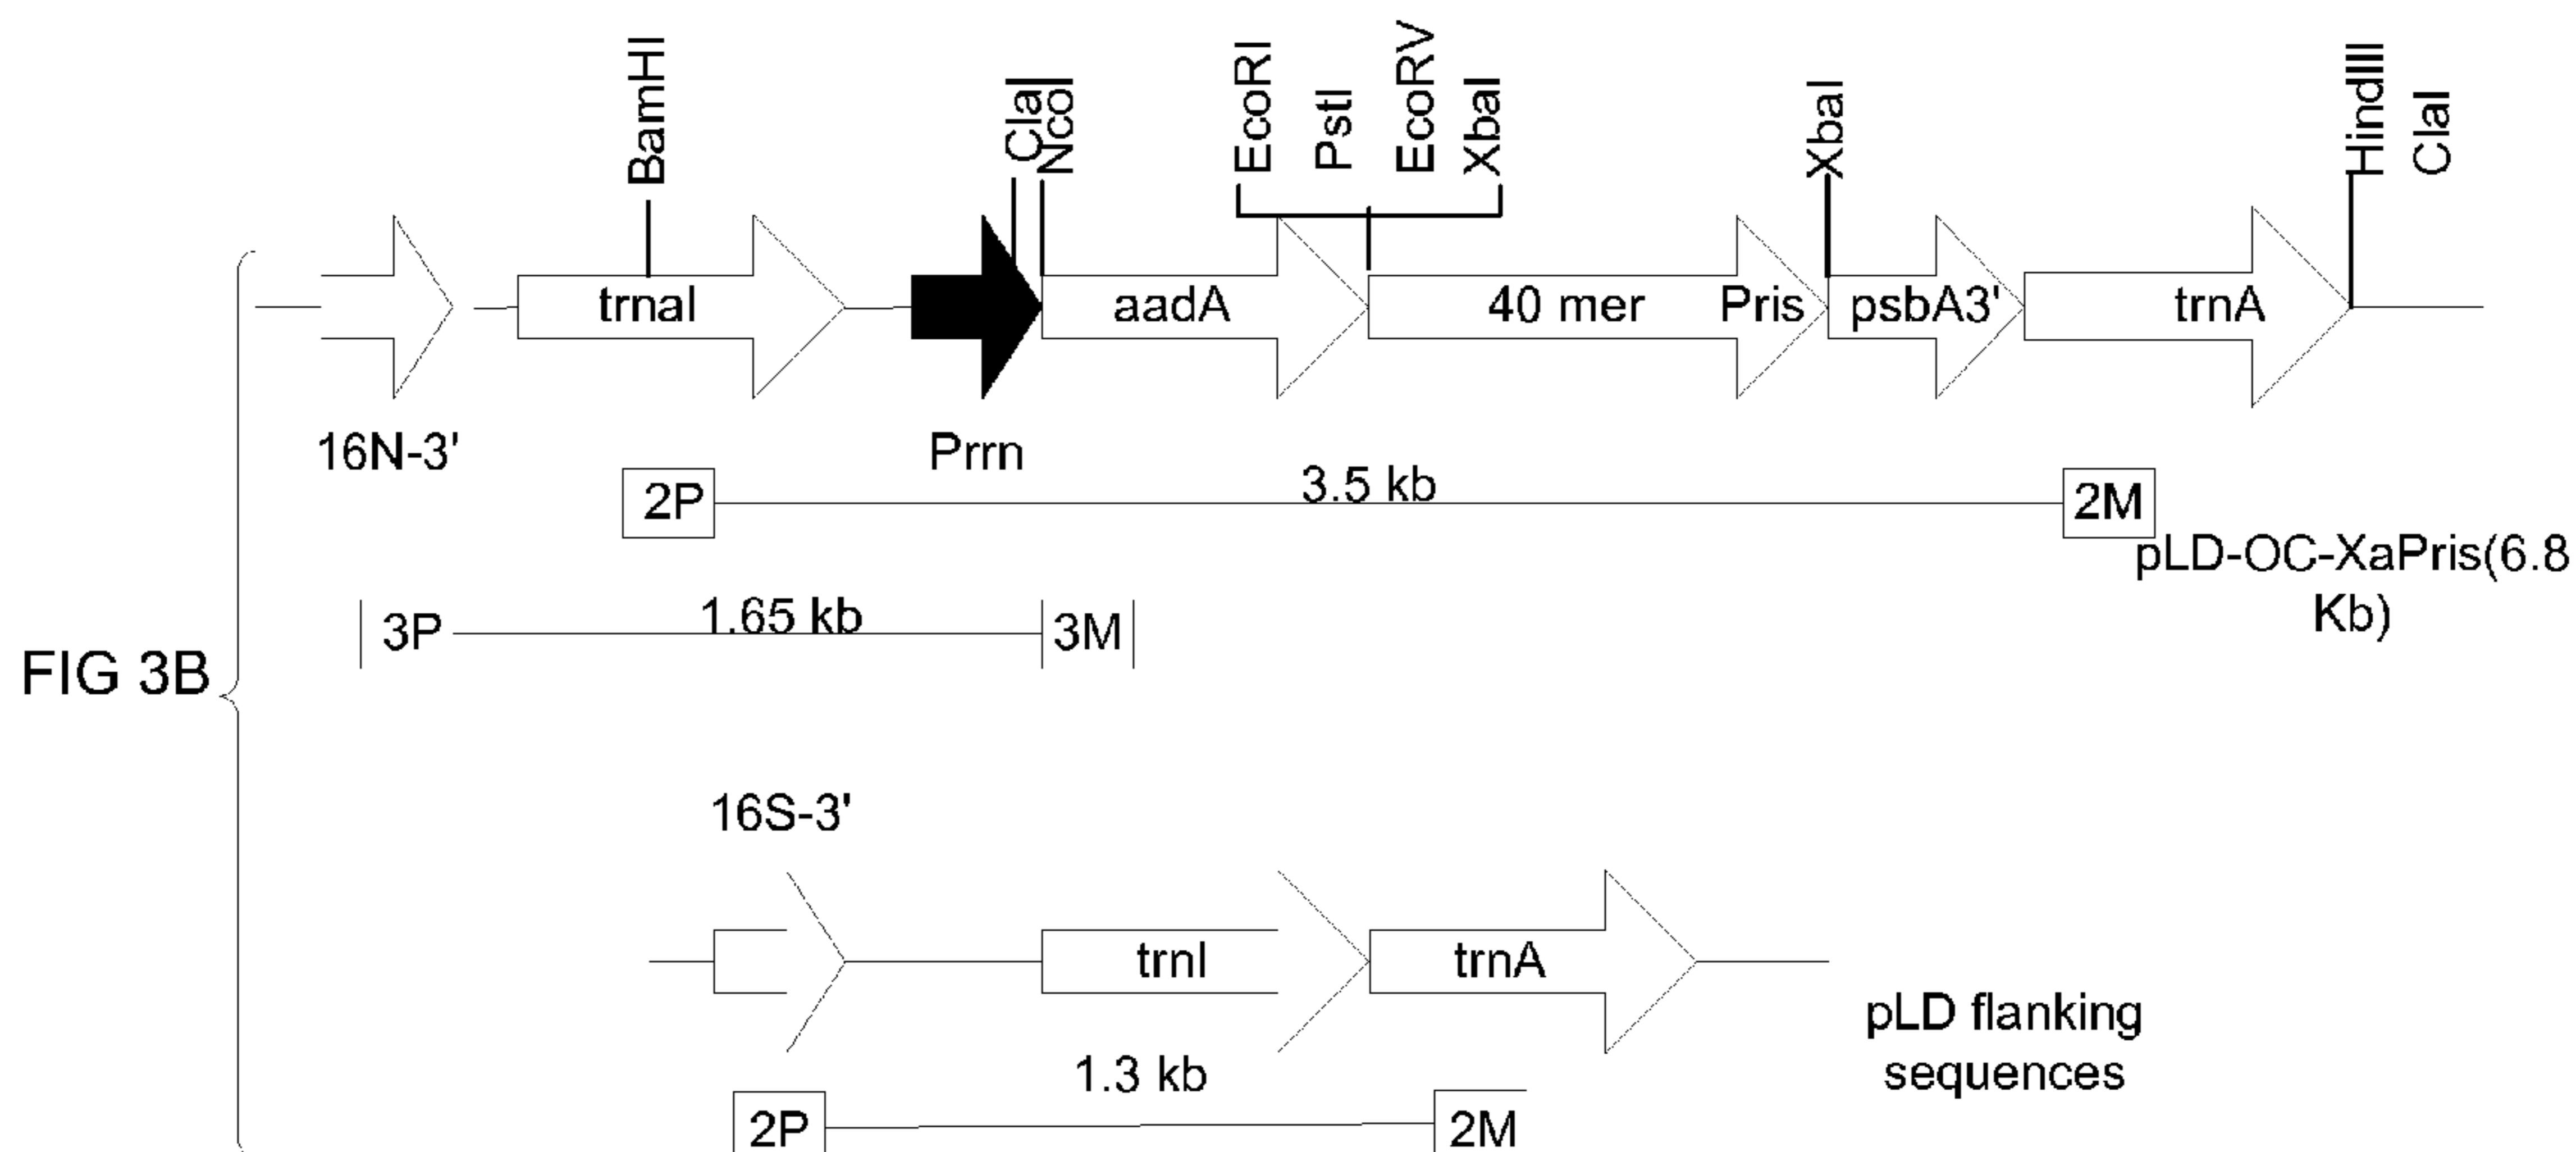 BamHI
ClaI
NcoI
EcoRI
PstI
EcoRV
XbaI
XbaI
HindIII
ClaI
trnaI
aadA
40 mer
Pris
psbA3'
trnA
16N-3'
Prrn
2P
3.5 kb
2M
pLD-OC-XaPris(6.8
Kb)
3P
1.65 kb
3M
FIG 3B
16S-3'
trnI
trnA
pLD flanking
sequences
1.3 kb
2P
2M